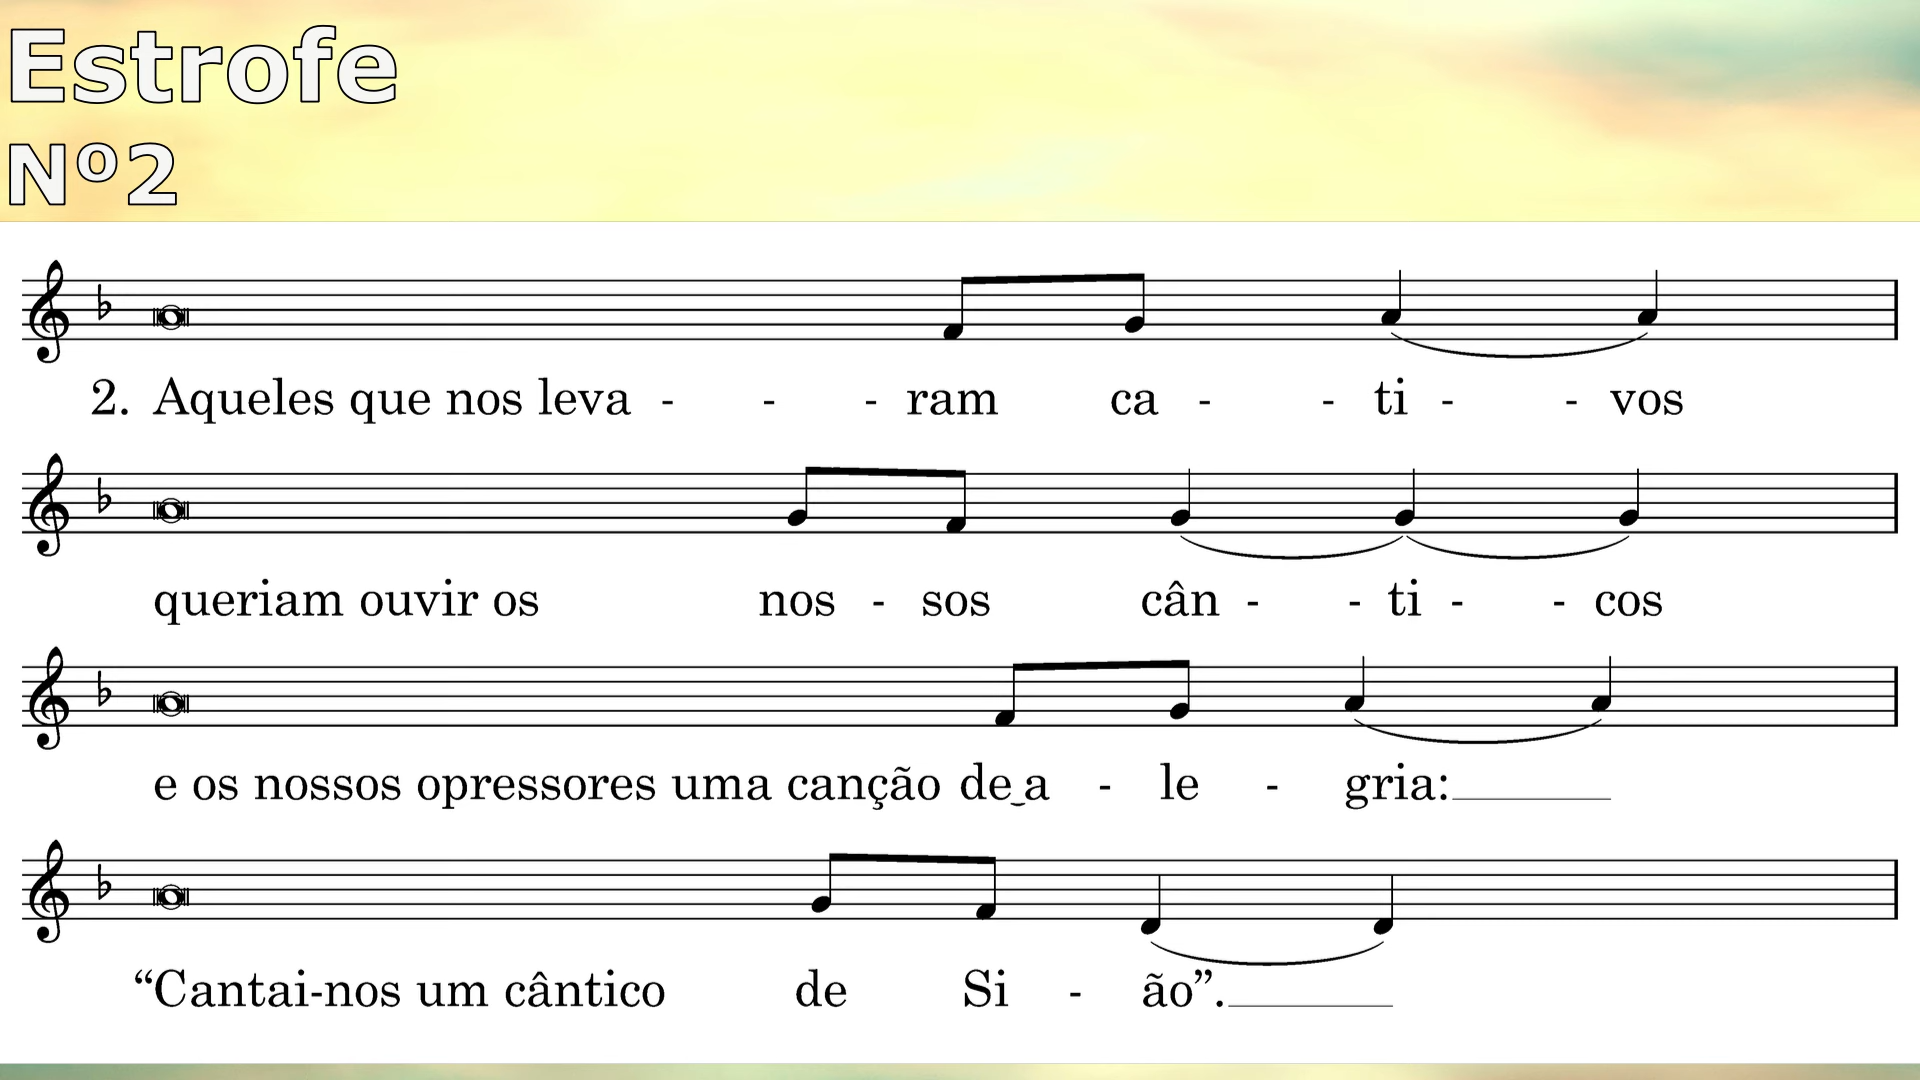 Estrofe
Nº2
2. Aqueles que nos leva - - - ram ca - - ti - - vos
queriam ouvir os nos - sos cân - - ti - - cos
e os nossos opressores uma canção de‿a - le - gria:
“Cantai-nos um cântico de Si - ão”.